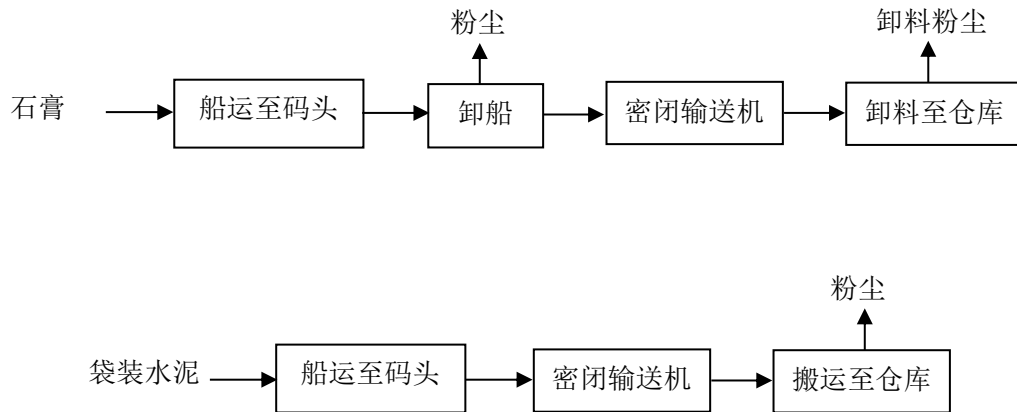 粉尘
卸料粉尘
石膏
船运至码头
卸船
密闭输送机
卸料至仓库
粉尘
袋装水泥
船运至码头
密闭输送机
搬运至仓库